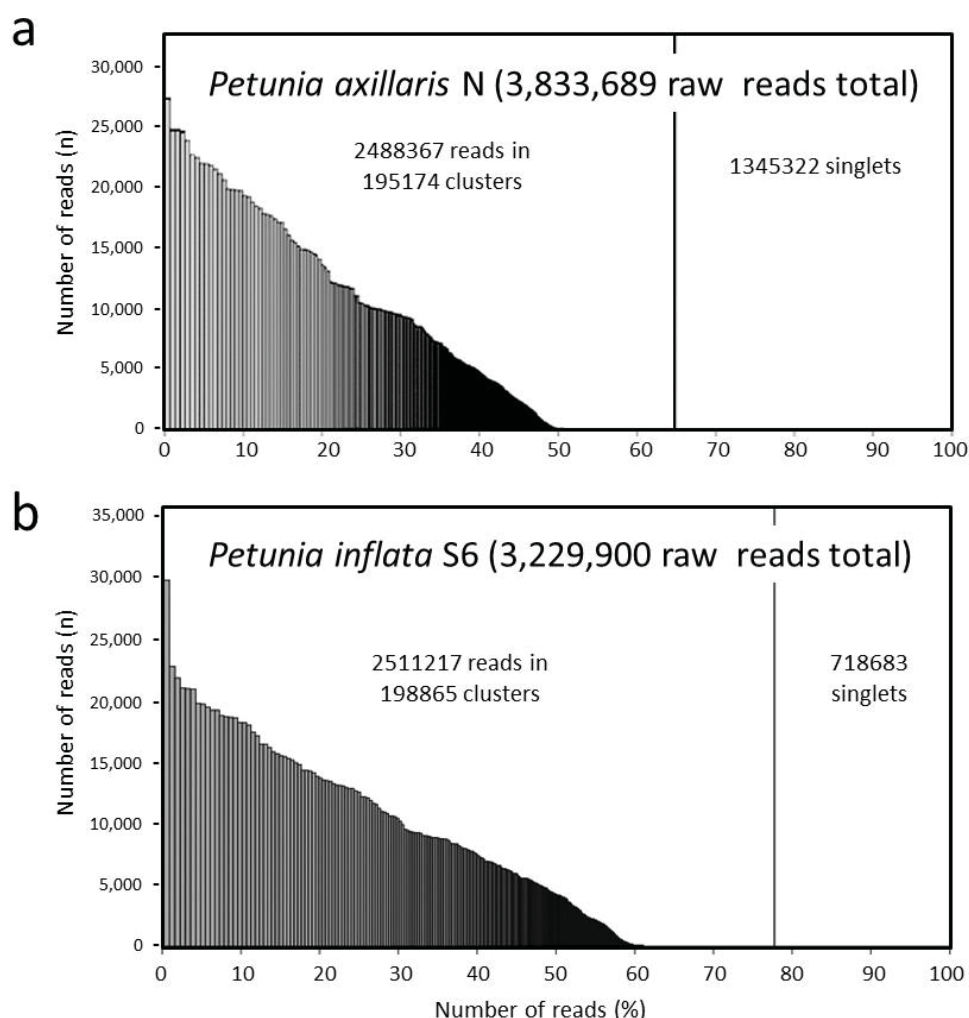 a
Petunia axillaris N (3,833,689 raw reads total)
2488367 reads in
195174 clusters
1345322 singlets
Number of reads (n)
30,000
25,000
20,000
15,000
10,000
5,000
0
0 10 20 30 40 50 60 70 80 90 100
b
Petunia inflata S6 (3,229,900 raw reads total)
2511217 reads in
198865 clusters
718683
singlets
Number of reads (n)
35,000
30,000
25,000
20,000
15,000
10,000
5,000
0
0 10 20 30 40 50 60 70 80 90 100
Number of reads (%)